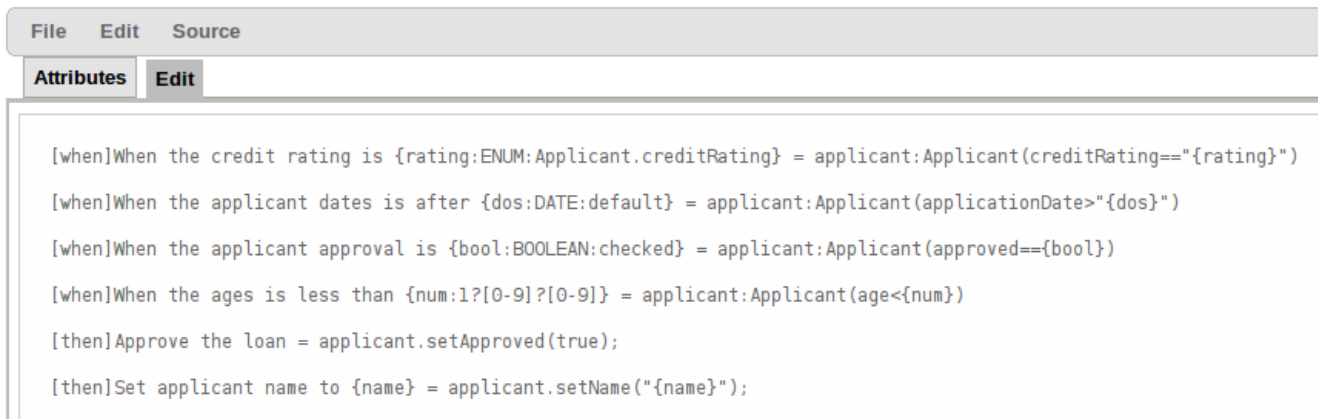 File Edit Source
Attributes Edit
[when]When the credit rating is {rating:ENUM:Applicant.creditRating} = applicant:Applicant(creditRating=="{rating}")
[when]When the applicant dates is after {dos:DATE:default} = applicant:Applicant(applicationDate>"{dos}")
[when]When the applicant approval is {bool:BOOLEAN:checked} = applicant:Applicant(approved=={bool})
[when]When the ages is less than {num:1?[0-9]?[0-9]} = applicant:Applicant(age<{num})
[then]Approve the loan = applicant.setApproved(true);
[then]Set applicant name to {name} = applicant.setName("{name}");